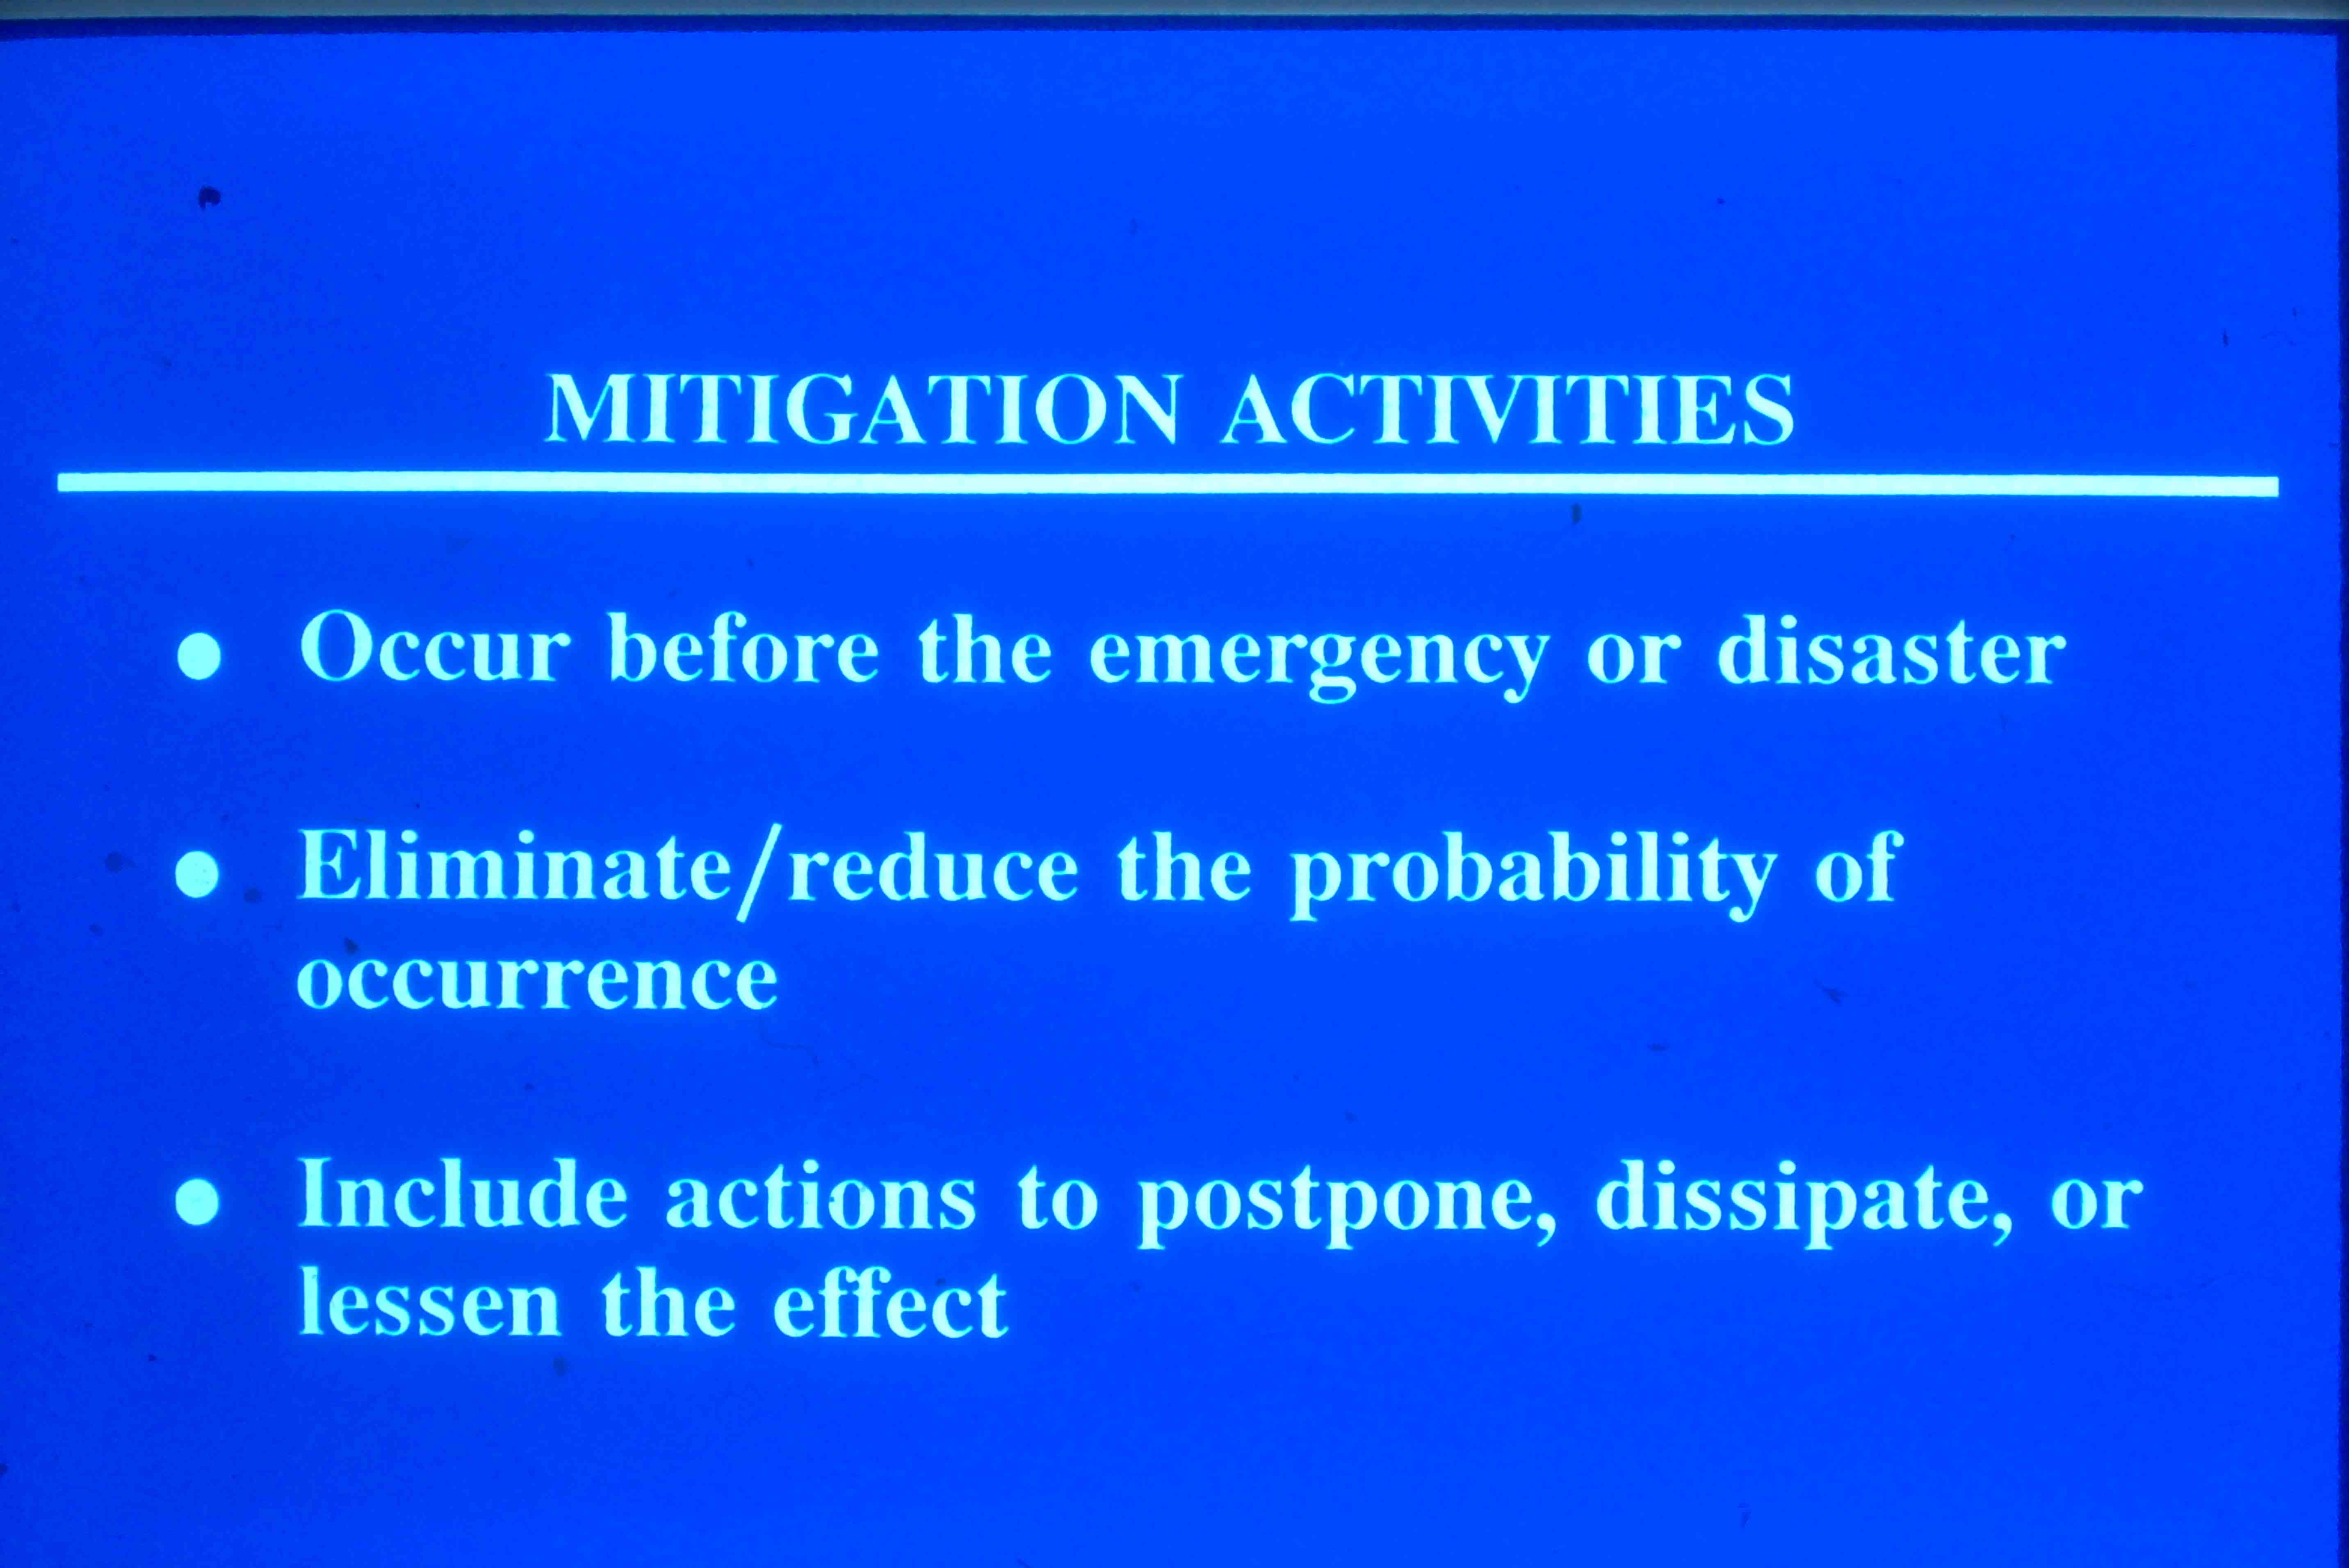 MITIGATION ACTIVITIES
● Occur before the emergency or disaster
● Eliminate/reduce the probability of
occurrence
● Include actions to postpone, dissipate, or
lessen the effect